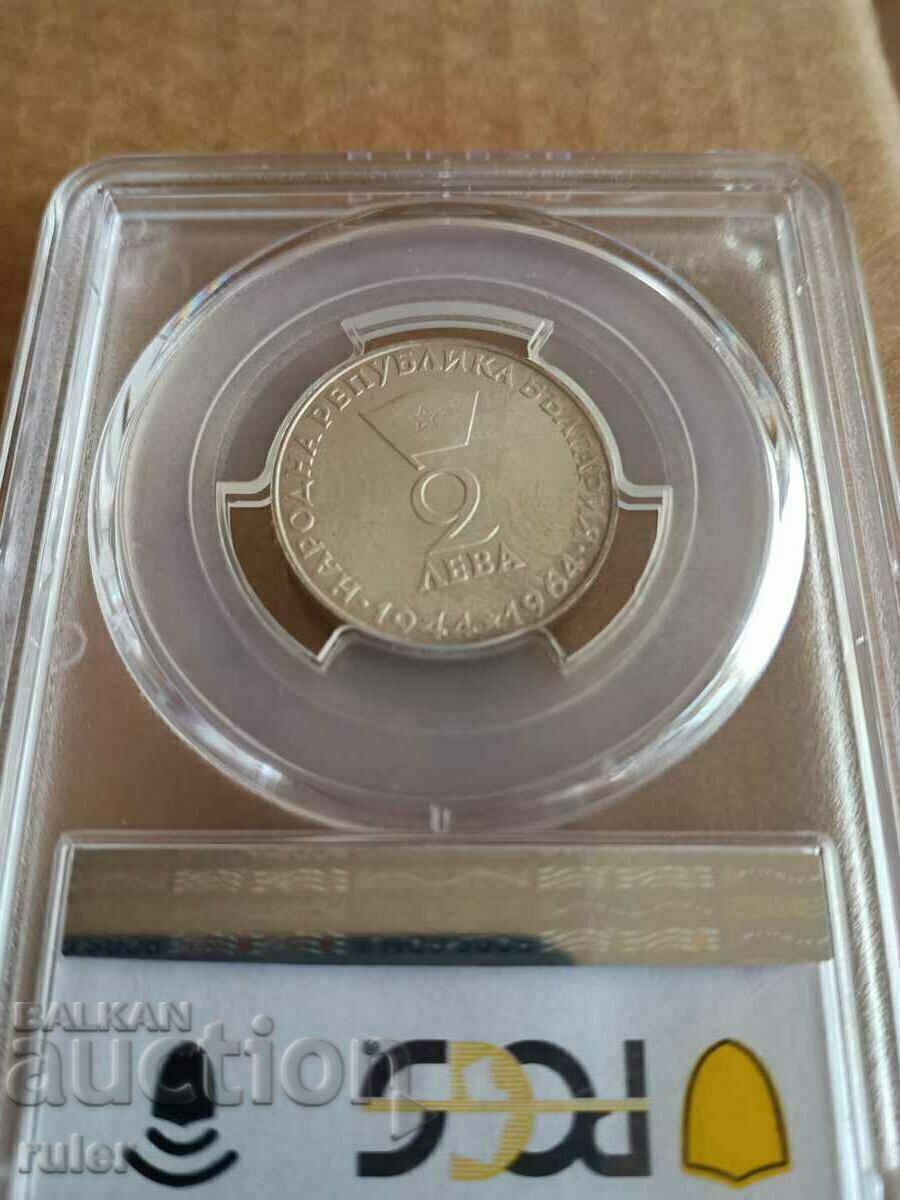 НАРОДНА РЕПУБЛИКА БЪЛГАРИЯ
2
ЛЕВА
·1944·1964·
BALKAN
auction
ruler
PCGS